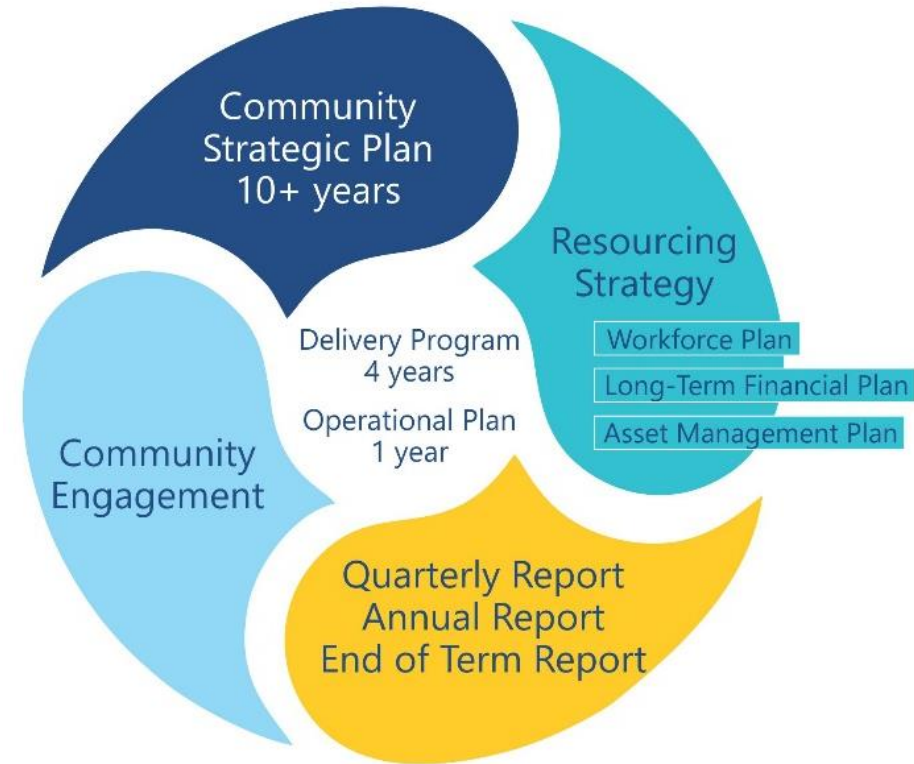 Community
Strategic Plan
10+ years
Resourcing
Strategy
Workforce Plan
Long-Term Financial Plan
Asset Management Plan
Delivery Program
4 years
Operational Plan
1 year
Community
Engagement
Quarterly Report
Annual Report
End of Term Report